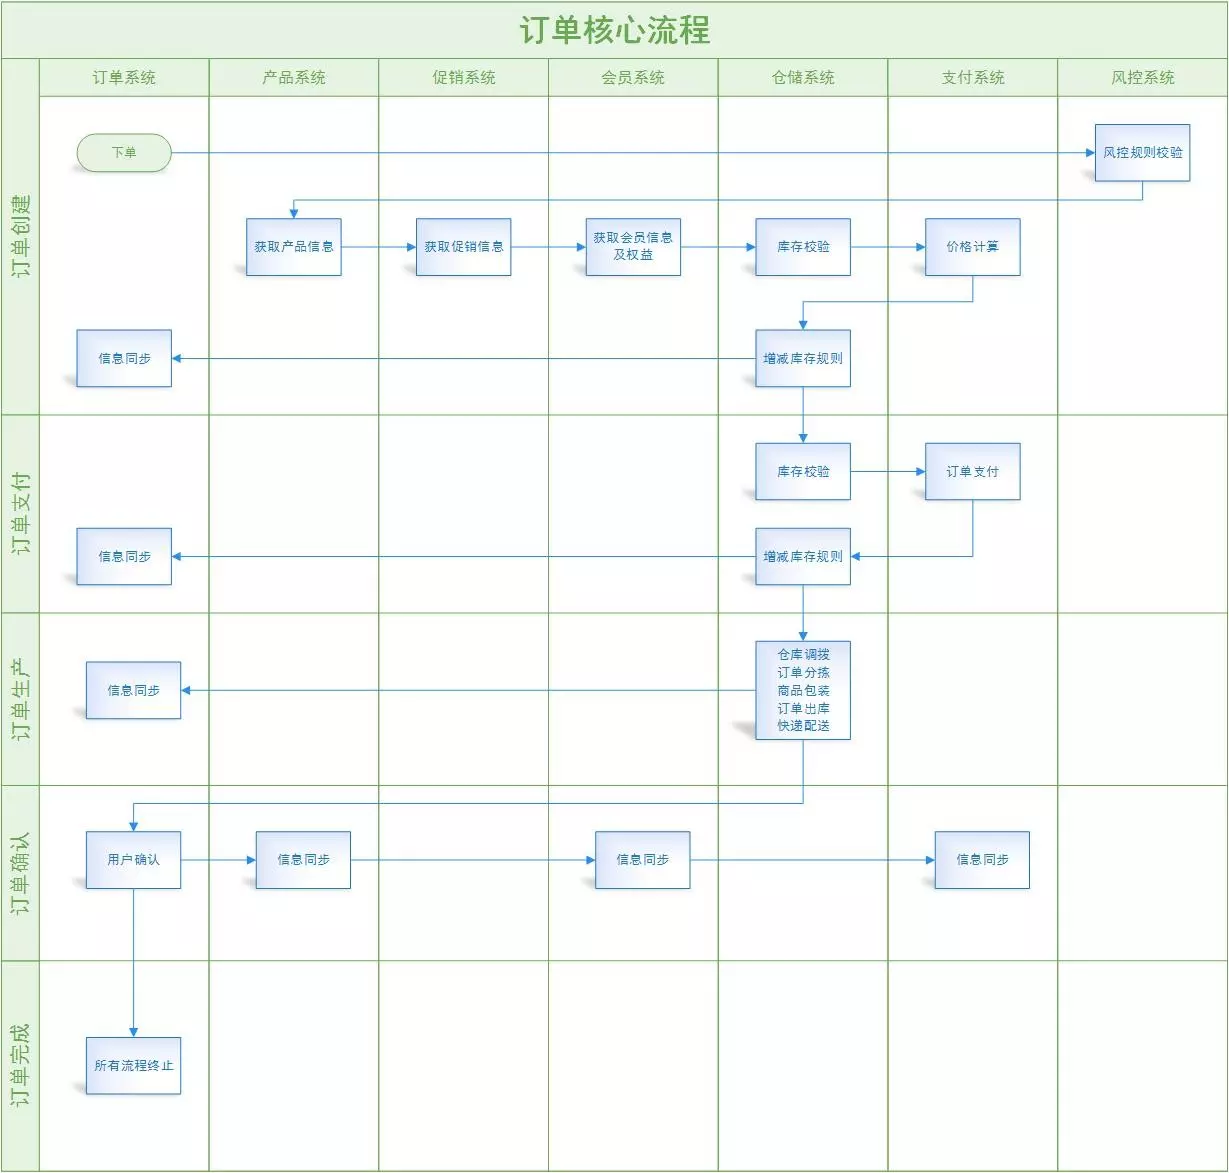 订单核心流程
订单系统
产品系统
促销系统
会员系统
仓储系统
支付系统
风控系统
订单创建
下单
风控规则校验
获取产品信息
获取促销信息
获取会员信息
及权益
库存校验
价格计算
信息同步
增减库存规则
订单支付
库存校验
订单支付
信息同步
增减库存规则
订单生产
信息同步
仓库调拨
订单分拣
商品包装
订单出库
快递配送
订单确认
用户确认
信息同步
信息同步
信息同步
订单完成
所有流程终止